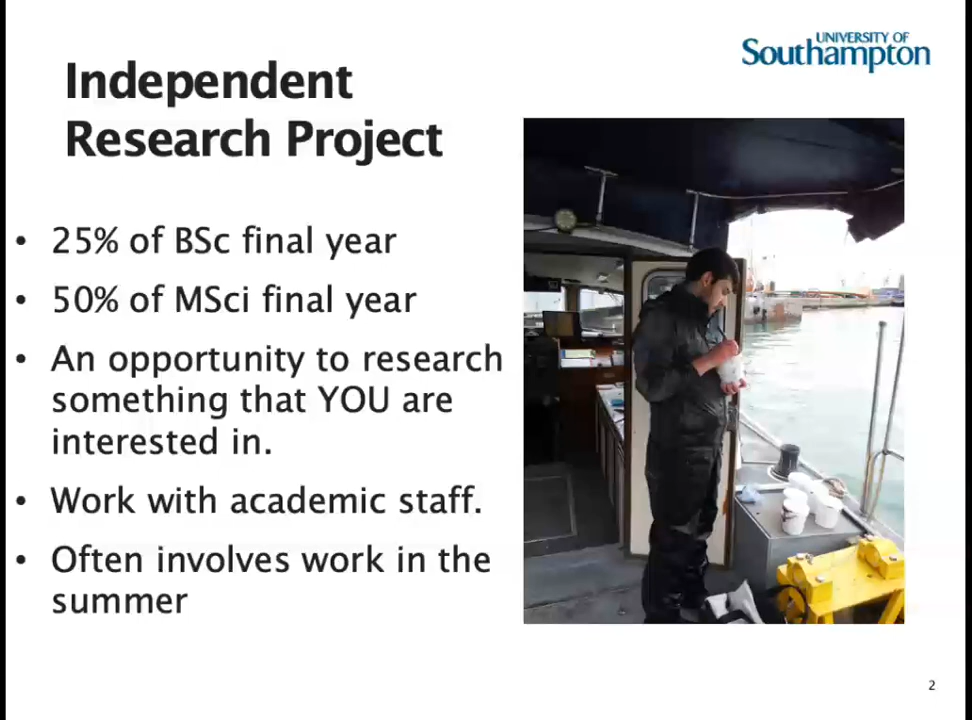 UNIVERSITY OF
Southampton
Independent
Research Project
• 25% of BSc final year
• 50% of MSci final year
• An opportunity to research
something that YOU are
interested in.
• Work with academic staff.
• Often involves work in the
summer
2